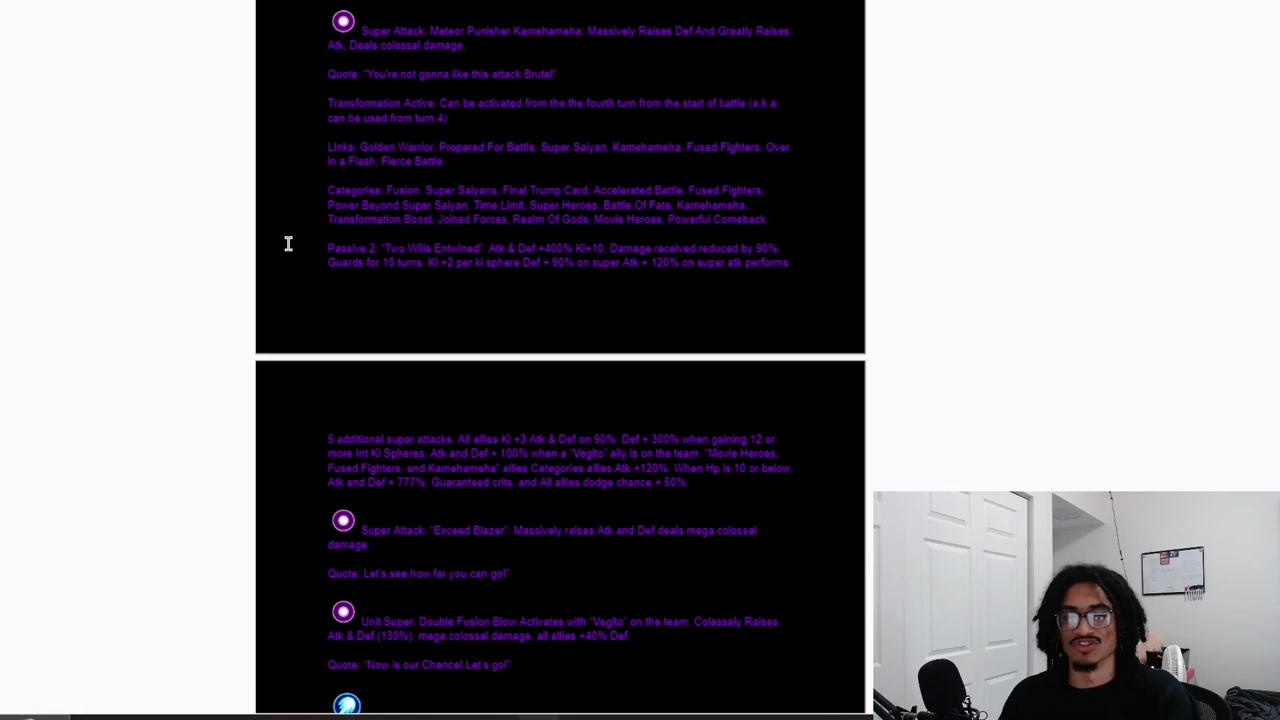 Super Attack: Meteor Punisher Kamehameha: Massively Raises Def And Greatly Raises
Atk, Deals colossal damage.
Quote: “You're not gonna like this attack Brute!”
Transformation Active: Can be activated from the the fourth turn from the start of battle (a.k.a.
can be used from turn 4)
Links: Golden Warrior, Prepared For Battle, Super Saiyan, Kamehameha, Fused Fighters, Over
in a Flash, Fierce Battle
Categories: Fusion, Super Saiyans, Final Trump Card, Accelerated Battle, Fused Fighters,
Power Beyond Super Saiyan, Time Limit, Super Heroes, Battle Of Fate, Kamehameha,
Transformation Boost, Joined Forces, Realm Of Gods, Movie Heroes, Powerful Comeback
Passive 2: “Two Wills Entwined”: Atk & Def +400% Ki+10, Damage received reduced by 90%,
Guards for 10 turns. Ki +2 per ki sphere Def + 90% on super Atk + 120% on super atk performs
5 additional super attacks. All allies Ki +3 Atk & Def on 90%. Def + 300% when gaining 12 or
more Int Ki Spheres. Atk and Def + 100% when a “Vegito” ally is on the team. “Movie Heroes,
Fused Fighters, and Kamehameha” allies Categories allies Atk +120%. When Hp is 10 or below,
Atk and Def + 777%, Guaranteed crits, and All allies dodge chance + 50%.
Super Attack: “Exceed Blazer”: Massively raises Atk and Def deals mega colossal
damage.
Quote: Let's see how far you can go!”
Unit Super: Double Fusion Blow Activates with “Vegito” on the team. Colassaly Raises
Atk & Def (130%), mega colossal damage, all allies +40% Def.
Quote: “Now is our Chance! Let's go!”